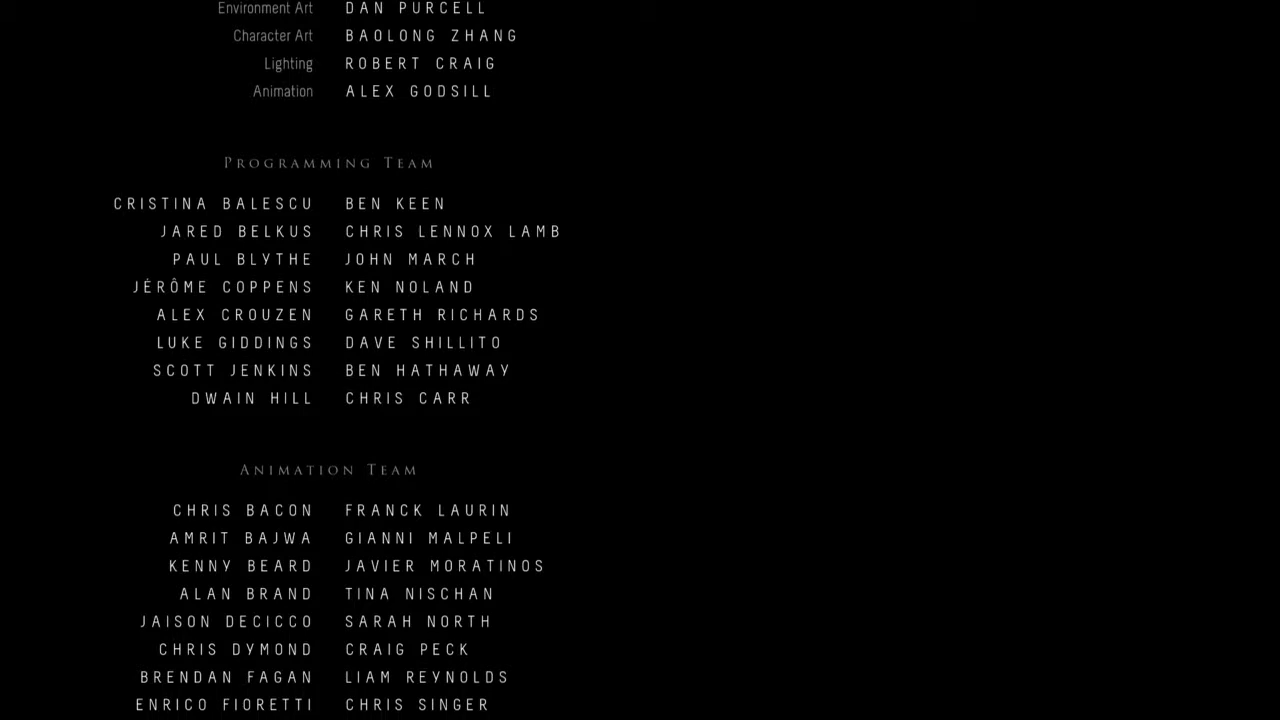 Environment Art DAN PURCELL
Character Art BAOLONG ZHANG
Lighting ROBERT CRAIG
Animation ALEX GODSILL
PROGRAMMING TEAM
CRISTINA BALESCU BEN KEEN
JARED BELKUS CHRIS LENNOX LAMB
PAUL BLYTHE JOHN MARCH
JÉRÔME COPPENS KEN NOLAND
ALEX CROUZEN GARETH RICHARDS
LUKE GIDDINGS DAVE SHILLITO
SCOTT JENKINS BEN HATHAWAY
DWAIN HILL CHRIS CARR
ANIMATION TEAM
CHRIS BACON FRANCK LAURIN
AMRIT BAJWA GIANNI MALPELI
KENNY BEARD JAVIER MORATINOS
ALAN BRAND TINA NISCHAN
JAISON DECICCO SARAH NORTH
CHRIS DYMOND CRAIG PECK
BRENDAN FAGAN LIAM REYNOLDS
ENRICO FIORETTI CHRIS SINGER